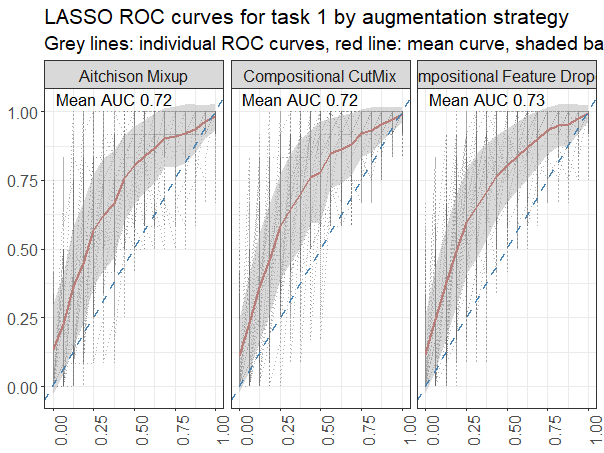 LASSO ROC curves for task 1 by augmentation strategy
Grey lines: individual ROC curves, red line: mean curve, shaded ba
Aitchison Mixup Compositional CutMix mpositional Feature Drop
Mean AUC 0.72 Mean AUC 0.72 Mean AUC 0.73
1.00
0.75
0.50
0.25
0.00
0.00 0.25 0.50 0.75 1.00 0.00 0.25 0.50 0.75 1.00 0.00 0.25 0.50 0.75 1.00